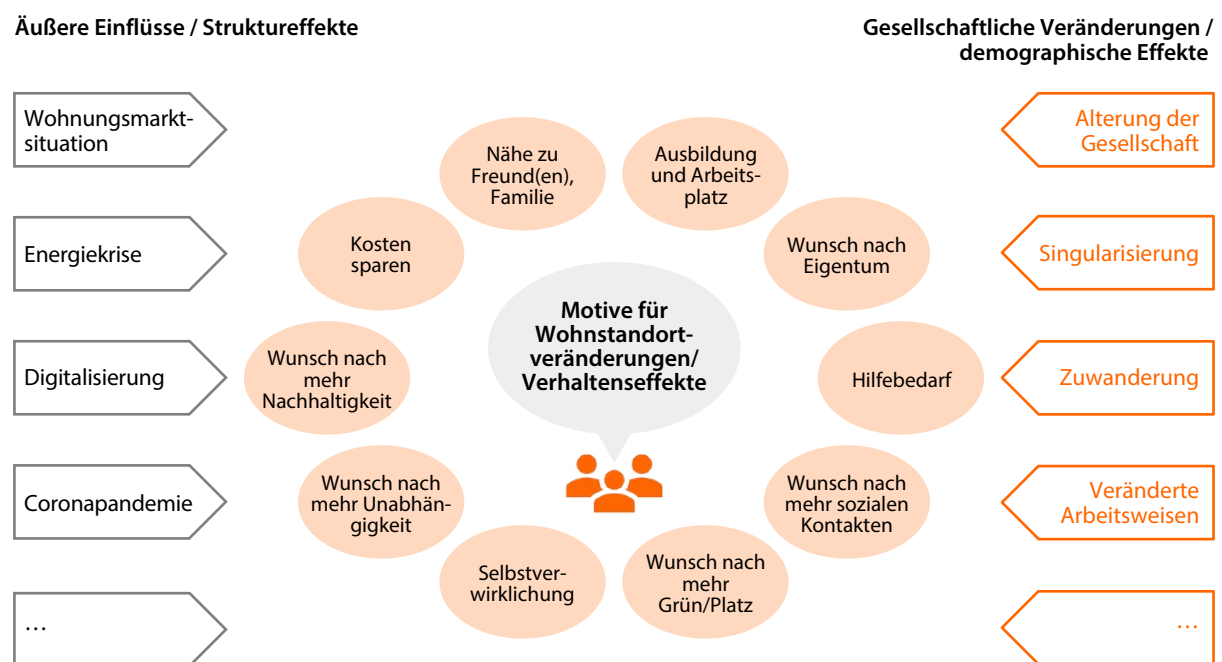 Äußere Einflüsse / Struktureffekte
Gesellschaftliche Veränderungen /
demographische Effekte
Wohnungsmarkt-
situation
Energiekrise
Digitalisierung
Coronapandemie
…
Nähe zu
Freund(en),
Familie
Ausbildung
und Arbeits-
platz
Kosten
sparen
Wunsch nach
Eigentum
Motive für
Wohnstandort-
veränderungen/
Verhaltenseffekte
Wunsch nach
mehr
Nachhaltigkeit
Hilfebedarf
Wunsch nach
mehr Unabhän-
gigkeit
Wunsch nach
mehr sozialen
Kontakten
Selbstver-
wirklichung
Wunsch nach
mehr
Grün/Platz
Alterung der
Gesellschaft
Singularisierung
Zuwanderung
Veränderte
Arbeitsweisen
…